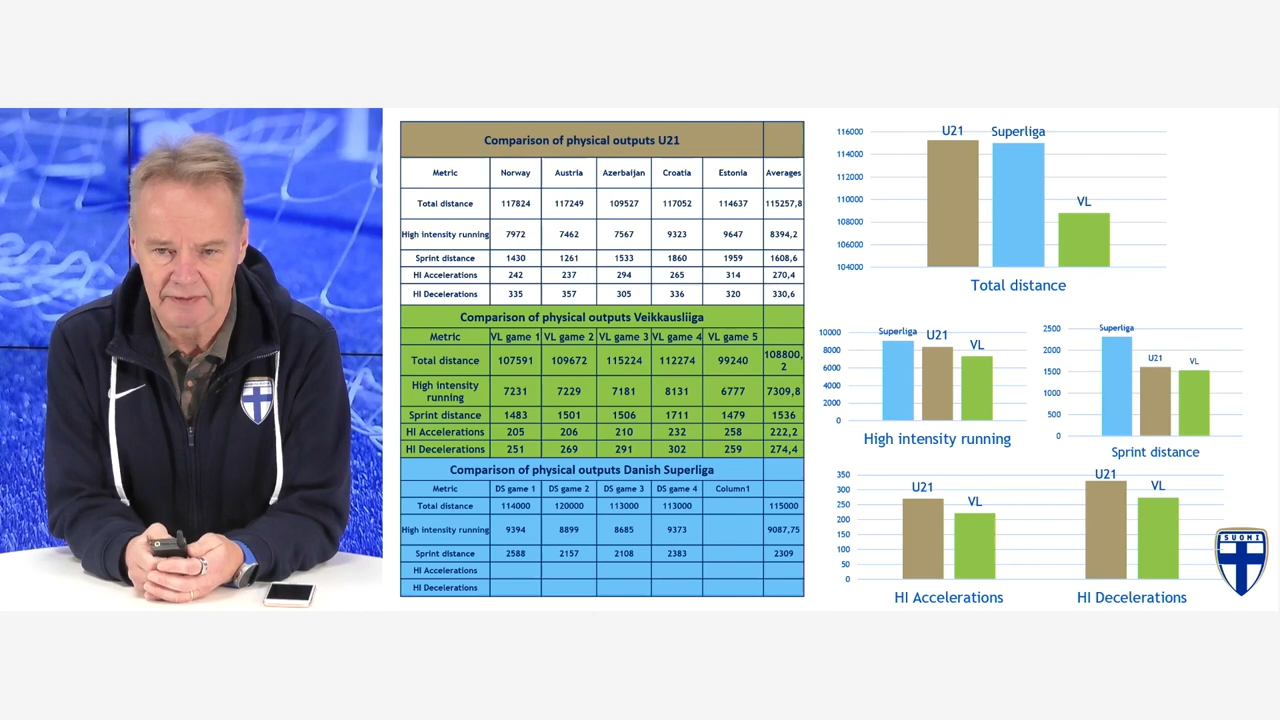 Comparison of physical outputs U21
Metric Norway Austria Azerbaijan Croatia Estonia Averages
Total distance 117824 117249 109527 117052 114637 115257,8
High intensity running 7972 7462 7567 9323 9647 8394,2
Sprint distance 1430 1261 1533 1860 1959 1608,6
HI Accelerations 242 237 294 265 314 270,4
HI Decelerations 335 357 305 336 320 330,6
Comparison of physical outputs Veikkausliiga
Metric VL game 1 VL game 2 VL game 3 VL game 4 VL game 5
Total distance 107591 109672 115224 112274 99240 108800,
2
High intensity
running 7231 7229 7181 8131 6777 7309,8
Sprint distance 1483 1501 1506 1711 1479 1536
HI Accelerations 205 206 210 232 258 222,2
HI Decelerations 251 269 291 302 259 274,4
Comparison of physical outputs Danish Superliga
Metric DS game 1 DS game 2 DS game 3 DS game 4 Column1
Total distance 114000 120000 113000 113000 115000
High intensity running 9394 8899 8685 9373 9087,75
Sprint distance 2588 2157 2108 2383 2309
HI Accelerations
HI Decelerations
116000
114000
112000
110000
108000
106000
104000
U21 Superliga VL
Total distance
10000
8000
6000
4000
2000
0
Superliga U21 VL
High intensity running
2500
2000
1500
1000
500
0
Superliga U21 VL
Sprint distance
350
300
250
200
150
100
50
0
U21 VL U21 VL
HI Accelerations HI Decelerations
SUOMI